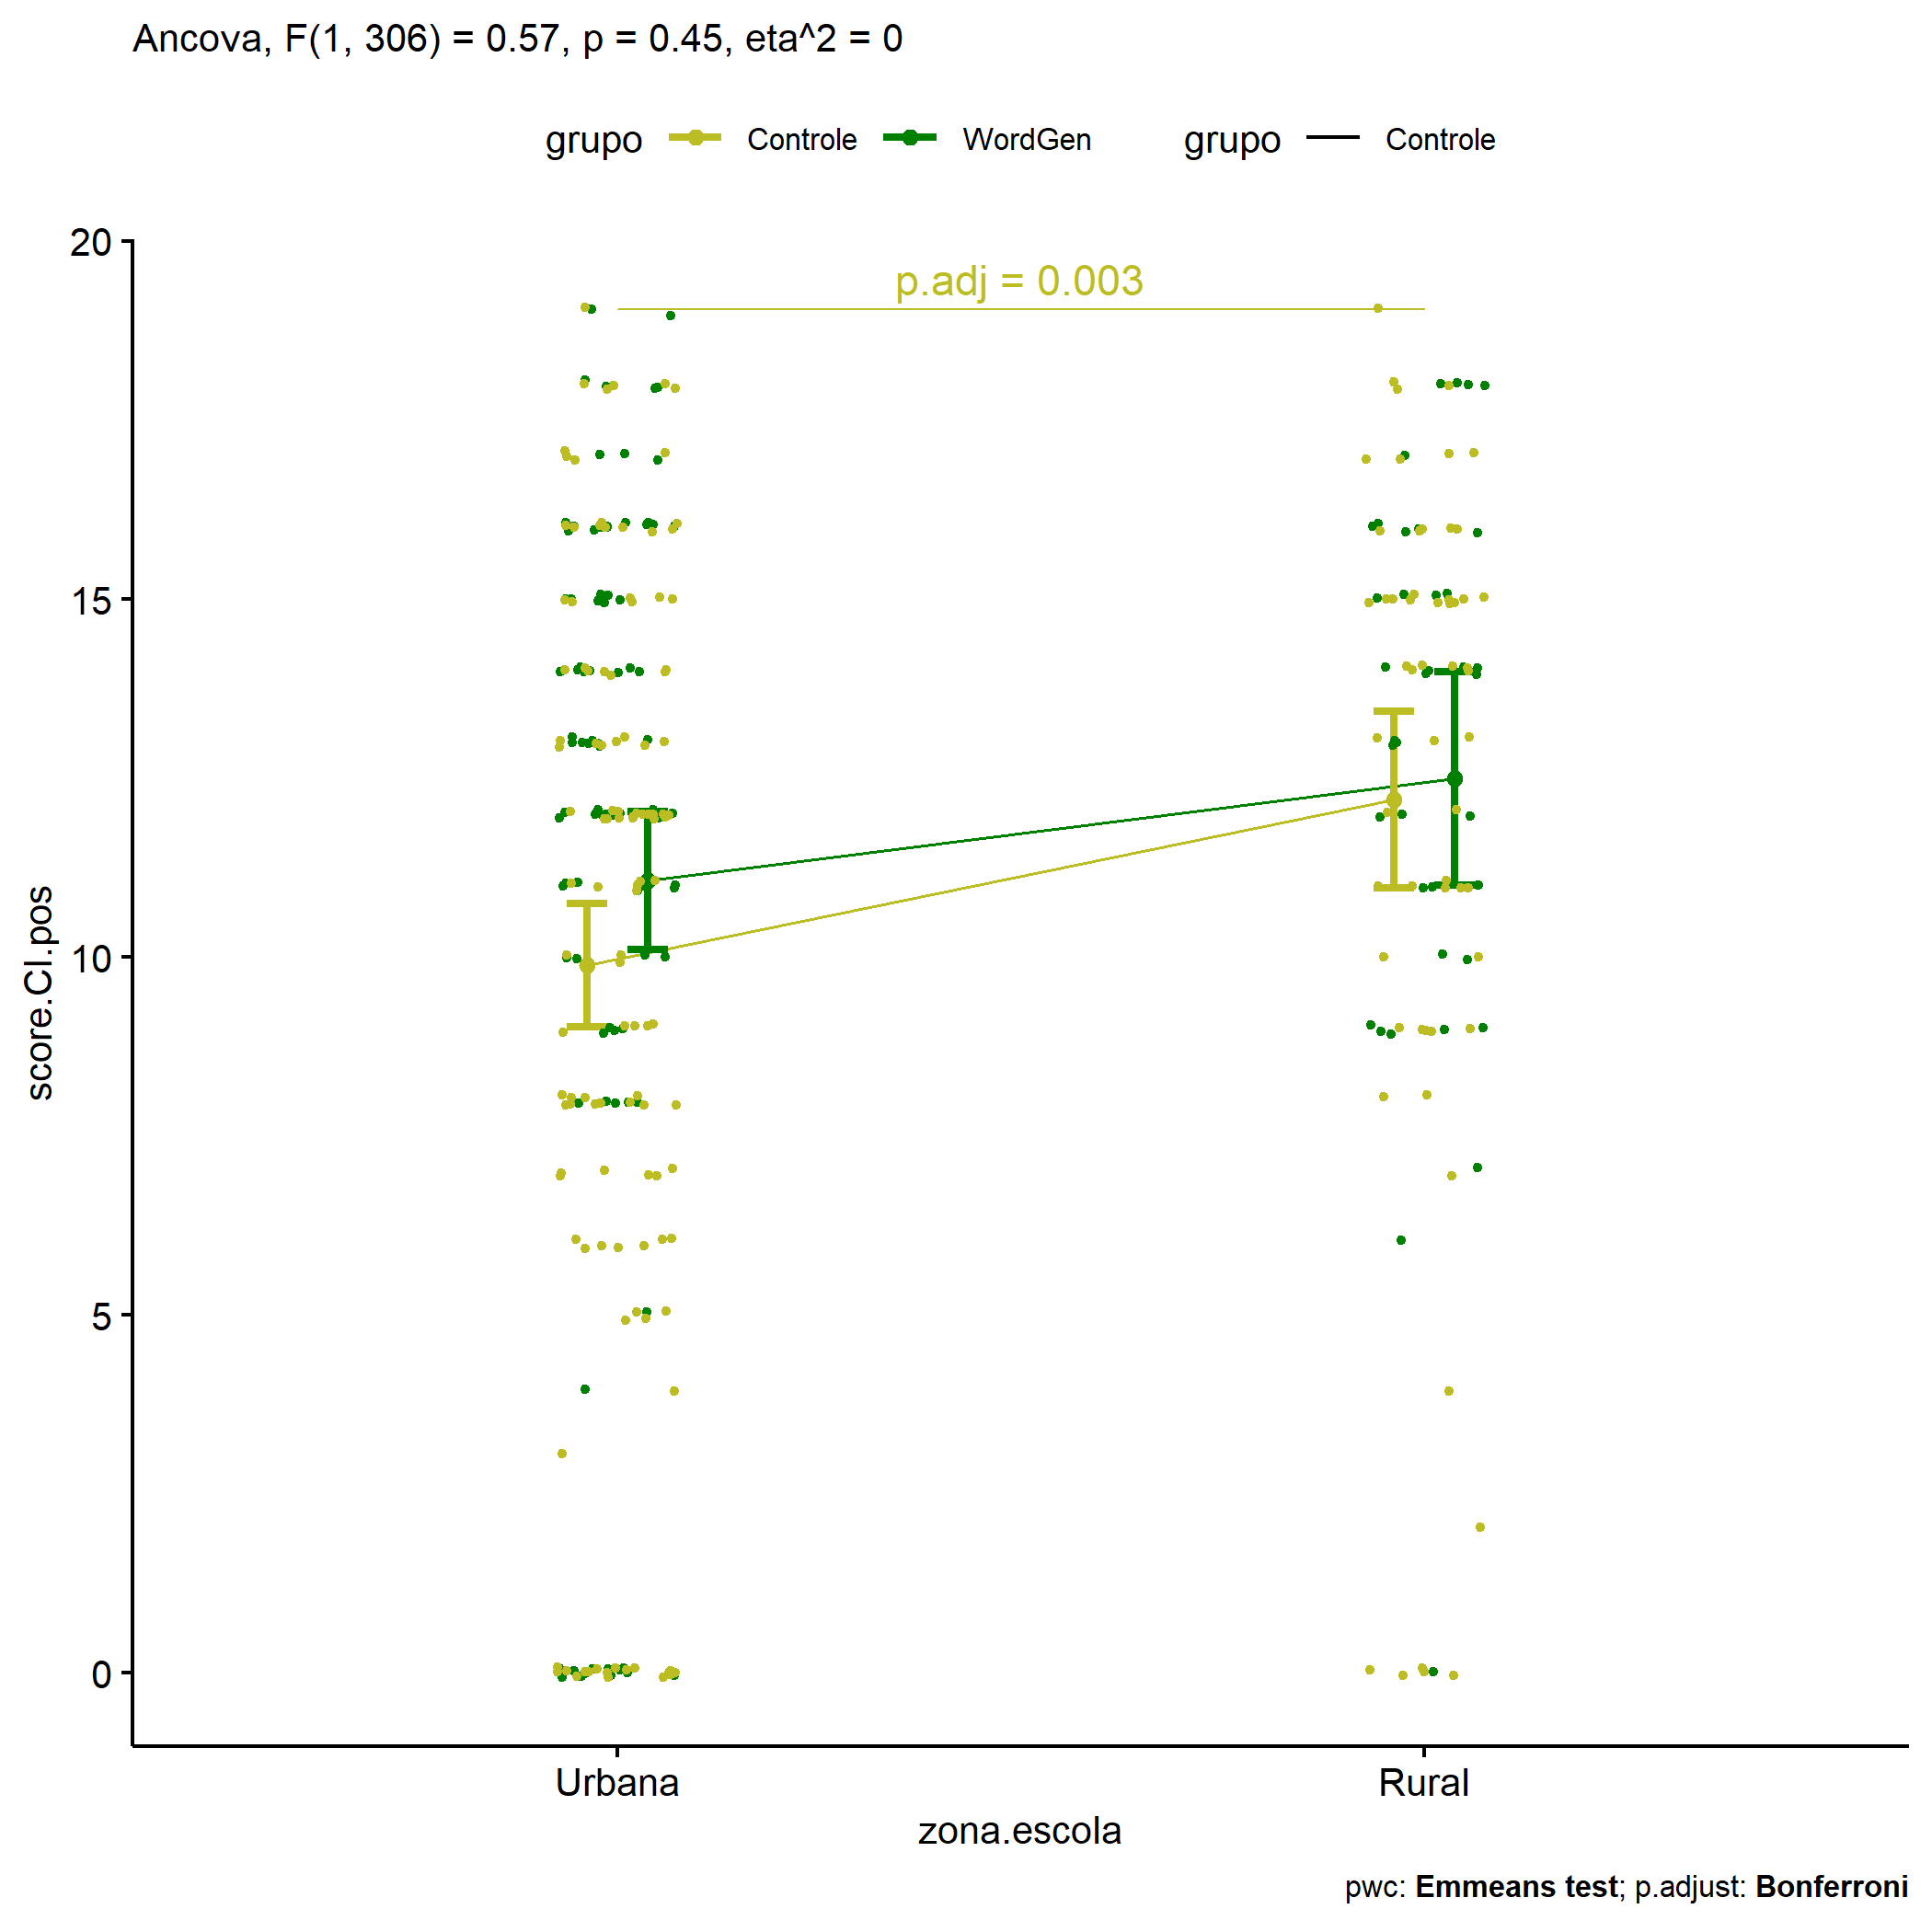 Ancova, F(1, 306) = 0.57, p = 0.45, eta^2 = 0
grupo Controle WordGen grupo Controle
20
p.adj = 0.003
15
10
5
0
score.CI.pos
Urbana Rural
zona.escola
pwc: Emmeans test; p.adjust: Bonferroni